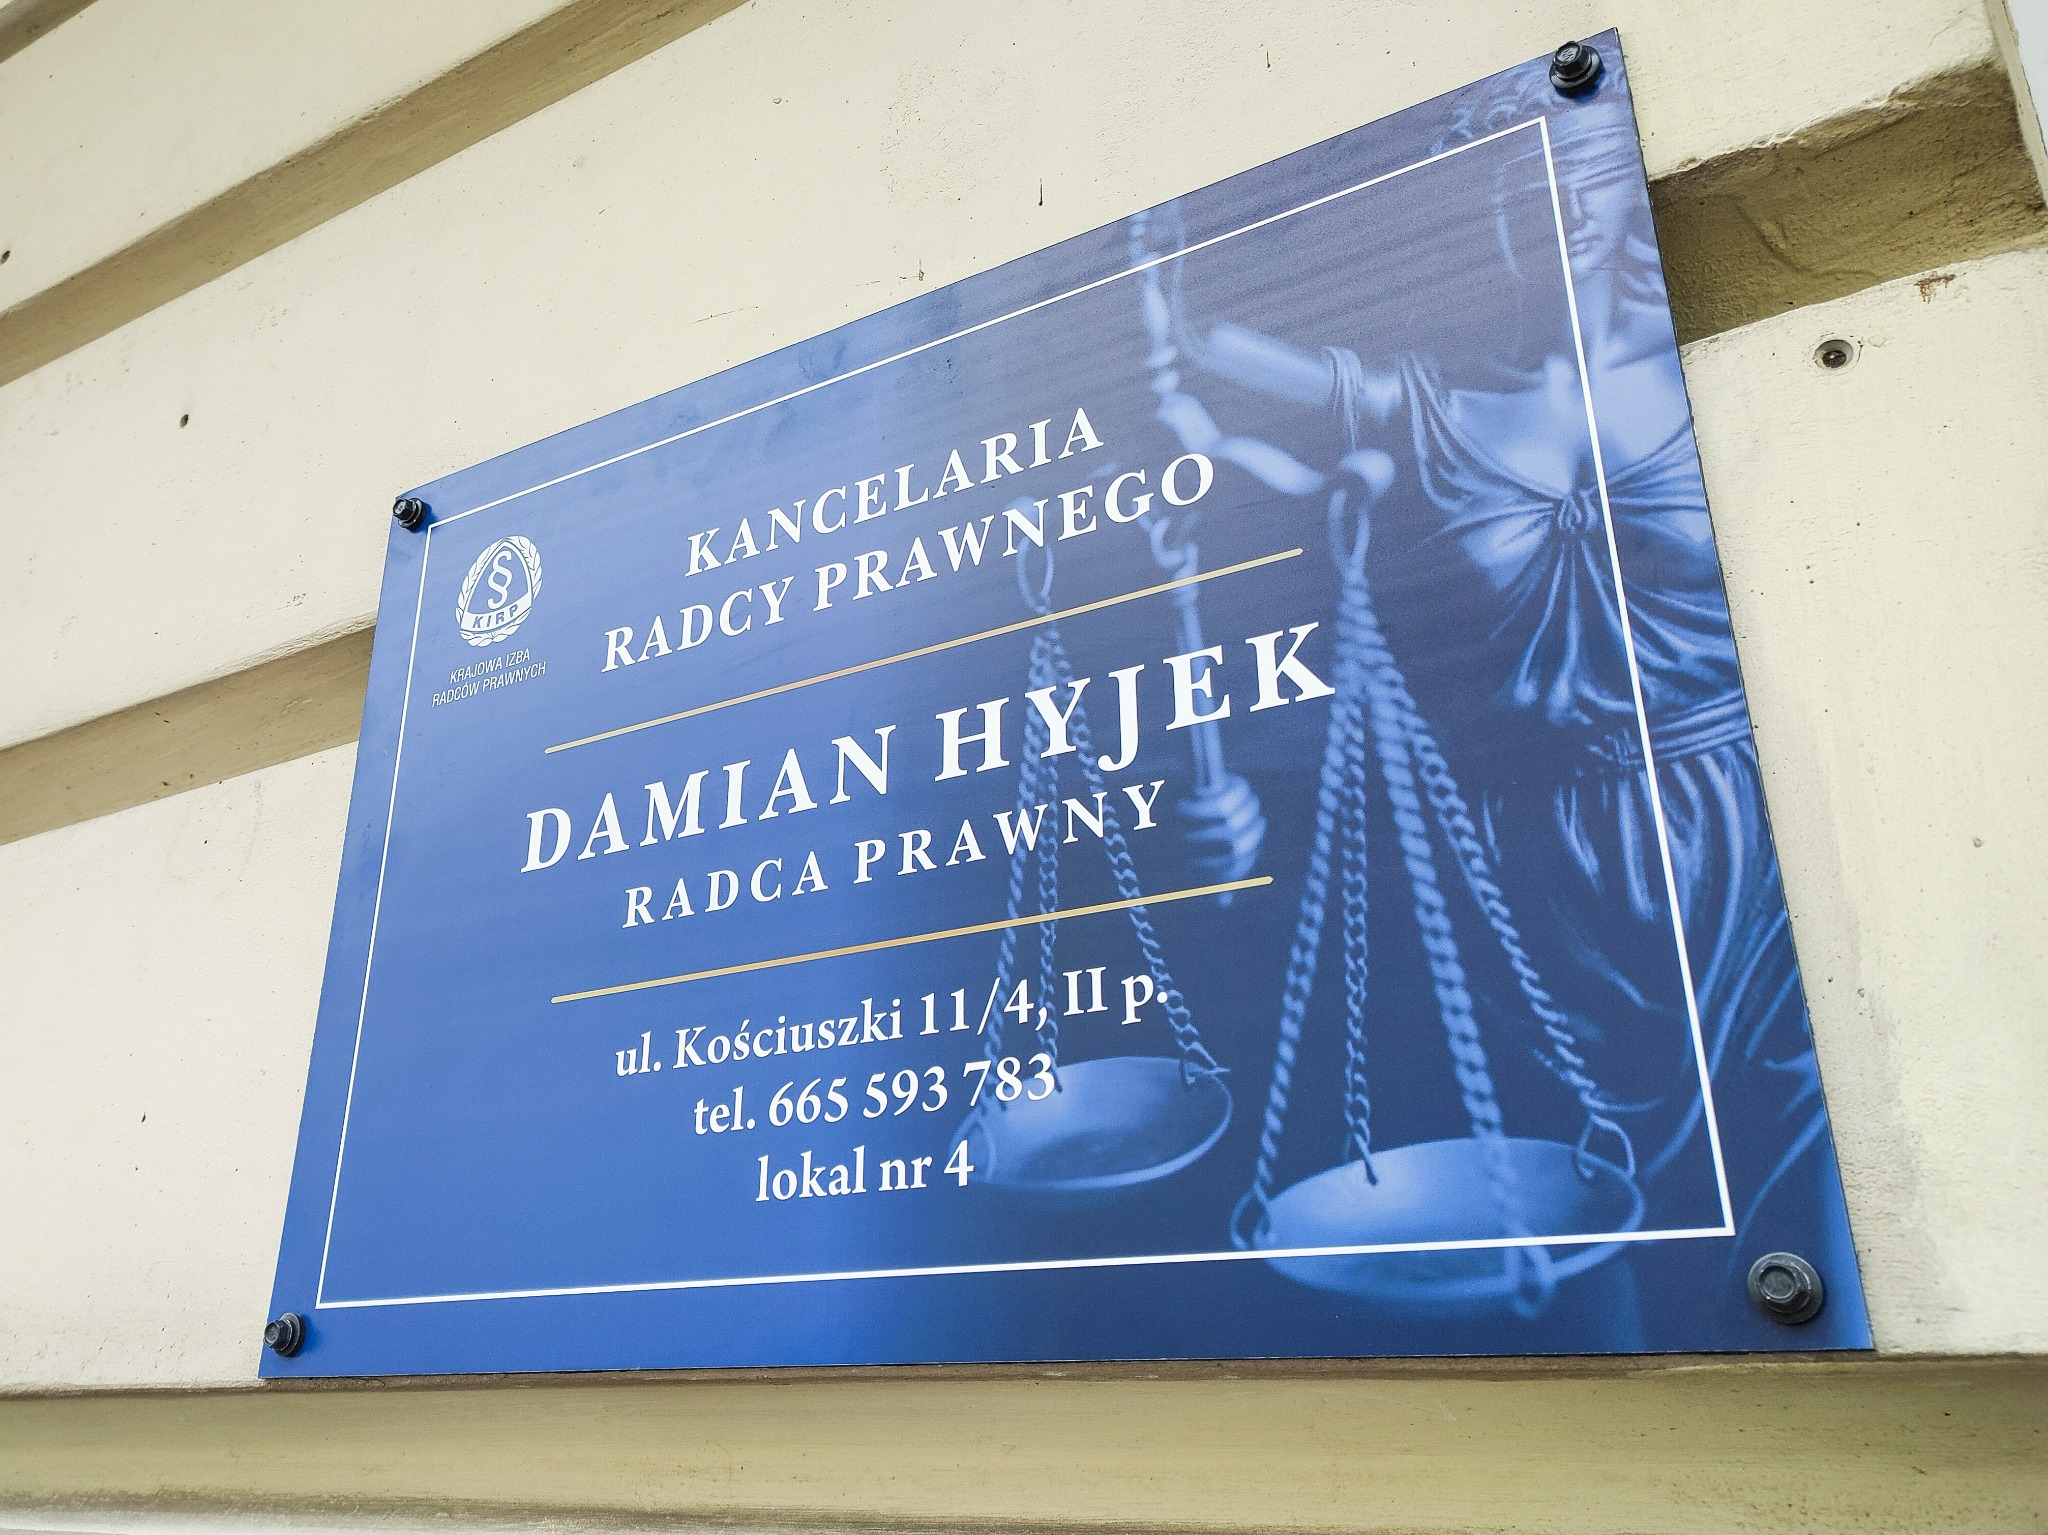 KANCELARIA
RADCY PRAWNEGO
§
KIRP
KRAJOWA IZBA
RADCÓW PRAWNYCH
DAMIAN HYJEK
RADCA PRAWNY
ul. Kościuszki 11/4, II p.
tel. 665 593 783
lokal nr 4